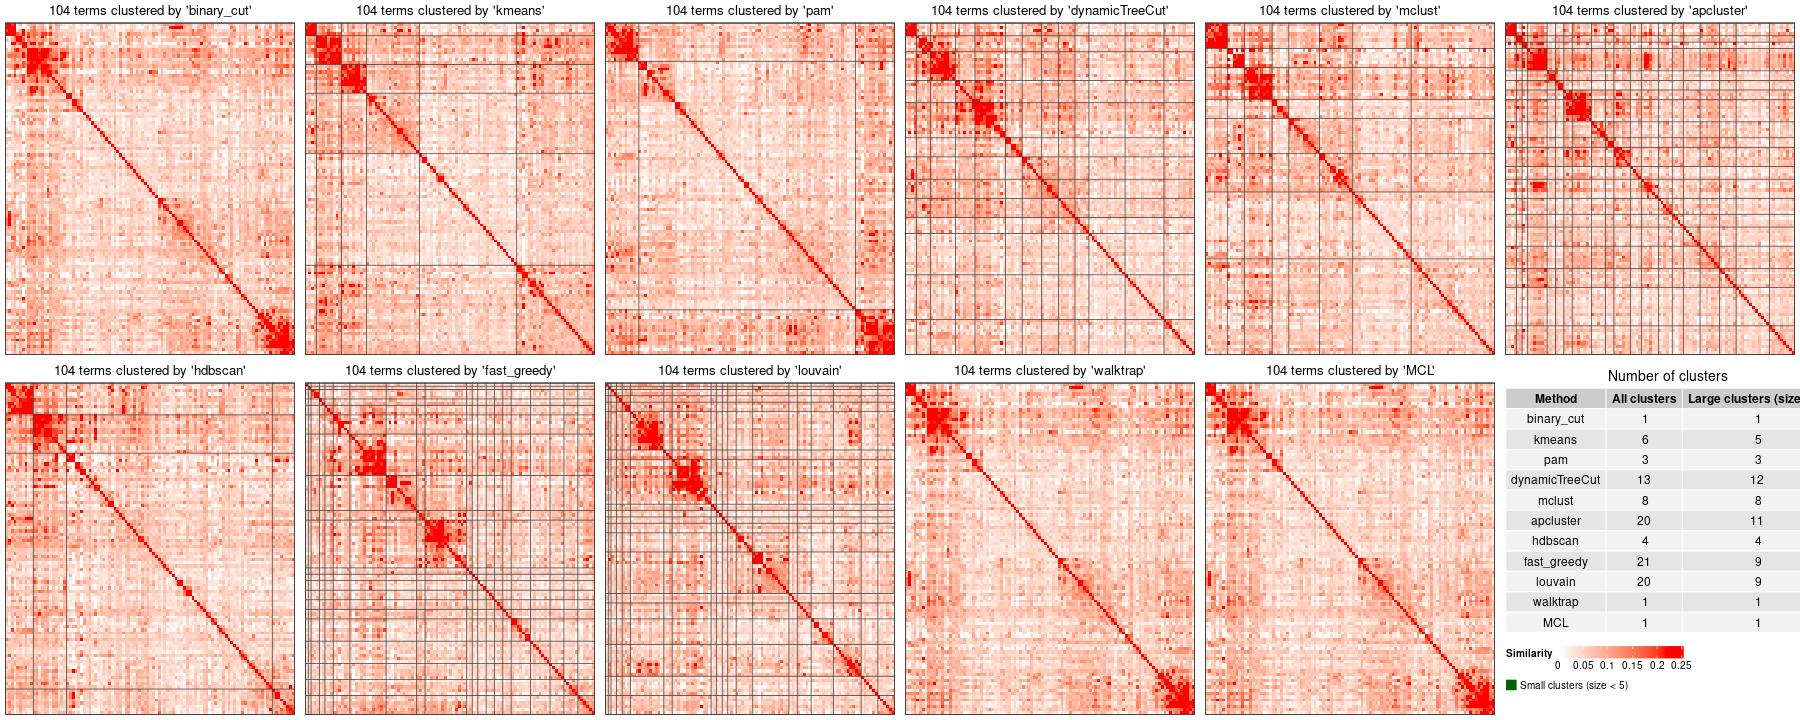 104 terms clustered by 'binary_cut'
104 terms clustered by 'kmeans'
104 terms clustered by 'pam'
104 terms clustered by 'dynamicTreeCut'
104 terms clustered by 'mclust'
104 terms clustered by 'apcluster'
104 terms clustered by 'hdbscan'
104 terms clustered by 'fast_greedy'
104 terms clustered by 'louvain'
104 terms clustered by 'walktrap'
104 terms clustered by 'MCL'
Number of clusters
Method All clusters Large clusters (size
binary_cut 1 1
kmeans 6 5
pam 3 3
dynamicTreeCut 13 12
mclust 8 8
apcluster 20 11
hdbscan 4 4
fast_greedy 21 9
louvain 20 9
walktrap 1 1
MCL 1 1
Similarity
0 0.05 0.1 0.15 0.2 0.25
Small clusters (size < 5)